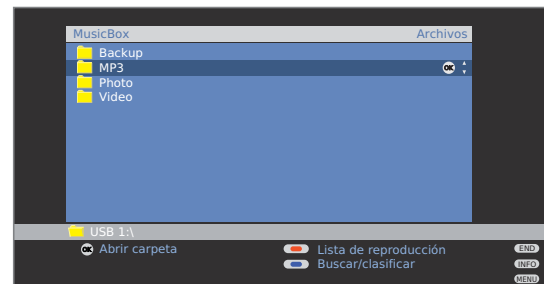 MusicBox Archivos
Backup
MP3 OK
Photo
Video
USB 1:\
OK Abrir carpeta Lista de reproducción END
Buscar/clasificar INFO
MENU